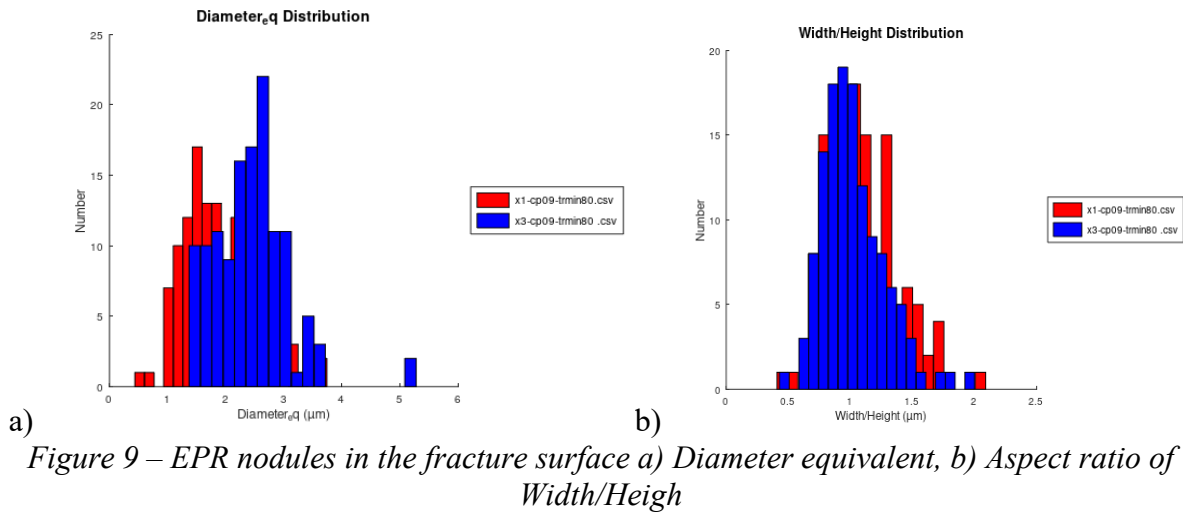 Diameterₑq Distribution
25
20
15
10
5
0
Number
0 1 2 3 4 5 6
Diameterₑq (μm)
x1-cp09-trmin80.csv
x3-cp09-trmin80 .csv
a)
Width/Height Distribution
20
15
10
5
0
Number
0 0.5 1 1.5 2 2.5
Width/Height (μm)
x1-cp09-trmin80.csv
x3-cp09-trmin80 .csv
b)
Figure 9 – EPR nodules in the fracture surface a) Diameter equivalent, b) Aspect ratio of
Width/Heigh